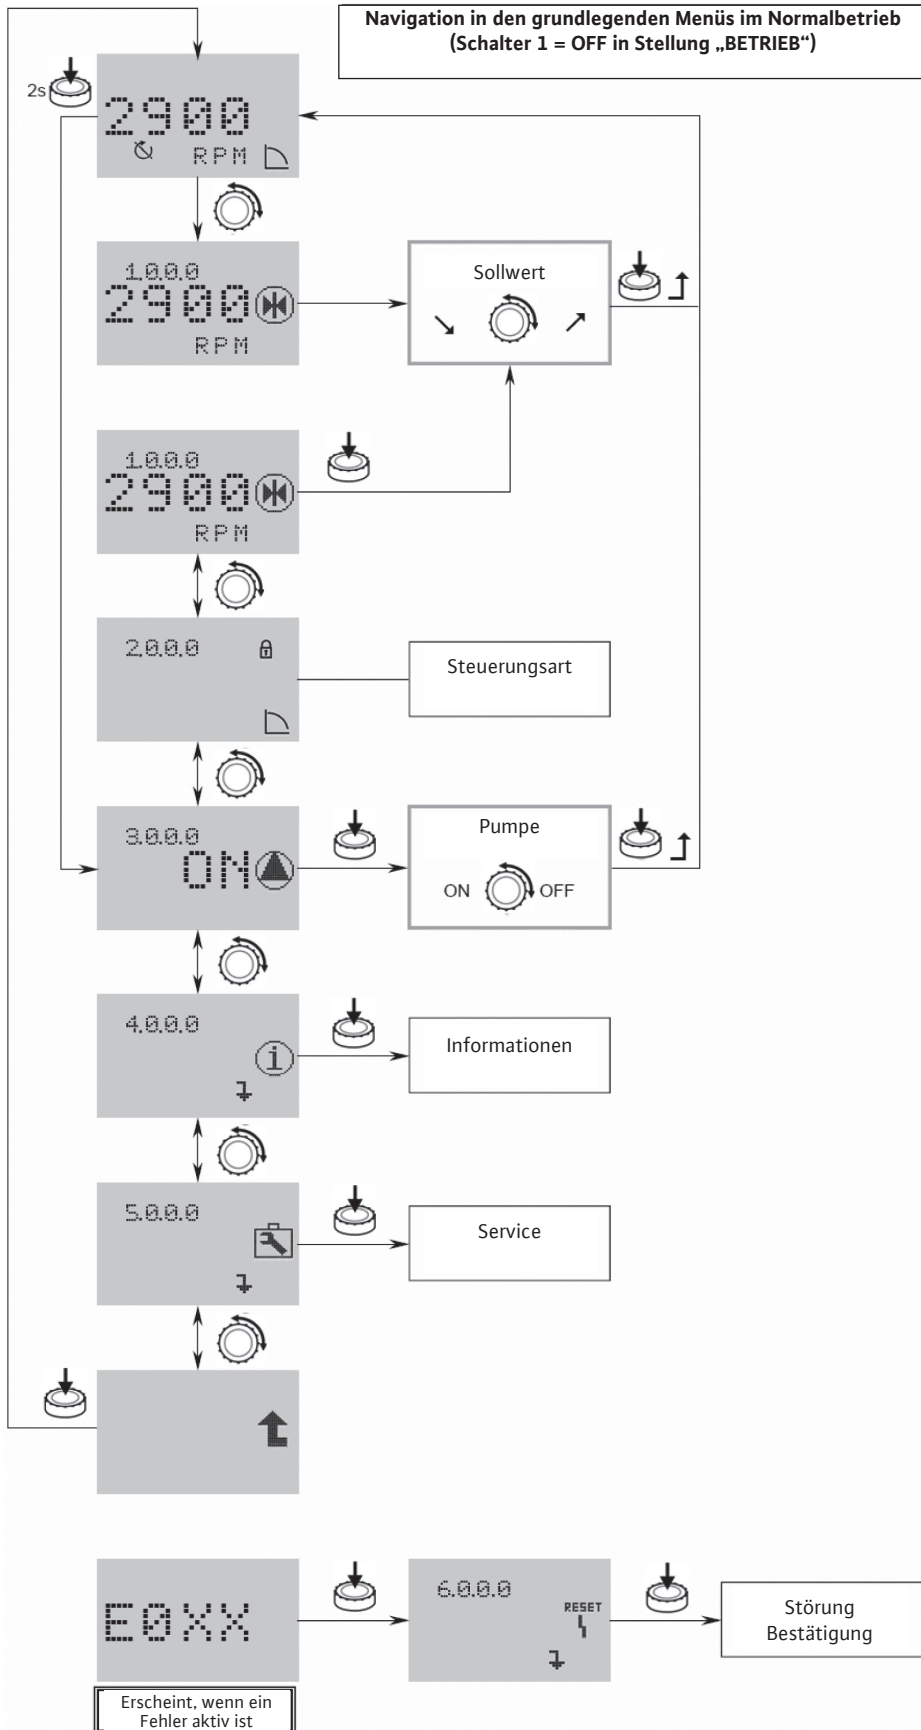 Navigation in den grundlegenden Menüs im Normalbetrieb
(Schalter 1 = OFF in Stellung „BETRIEB“)
2s
2900
RPM
1.0.0.0
2900
RPM
Sollwert
1.0.0.0
2900
RPM
2.0.0.0
Steuerungsart
3.0.0.0
ON
Pumpe
ON
OFF
4.0.0.0
i
Informationen
5.0.0.0
Service
E0XX
6.0.0.0
RESET
Störung
Bestätigung
Erscheint, wenn ein
Fehler aktiv ist